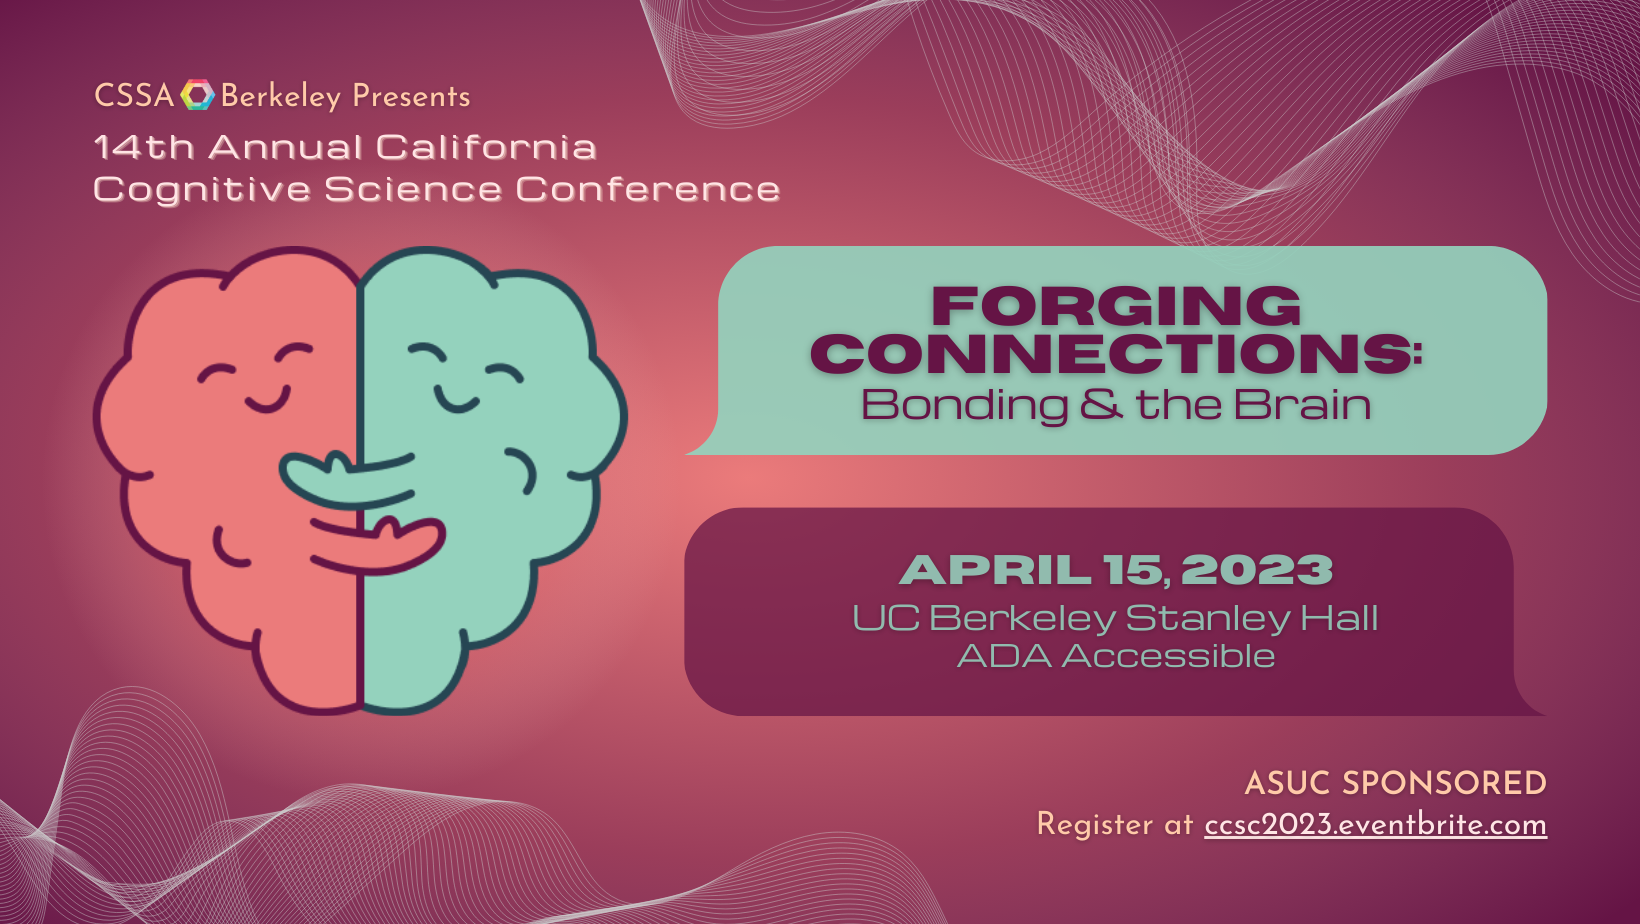 CSSA Berkeley Presents
14th Annual California
Cognitive Science Conference
FORGING
CONNECTIONS:
Bonding & the Brain
APRIL 15, 2023
UC Berkeley Stanley Hall
ADA Accessible
ASUC SPONSORED
Register at ccsc2023.eventbrite.com